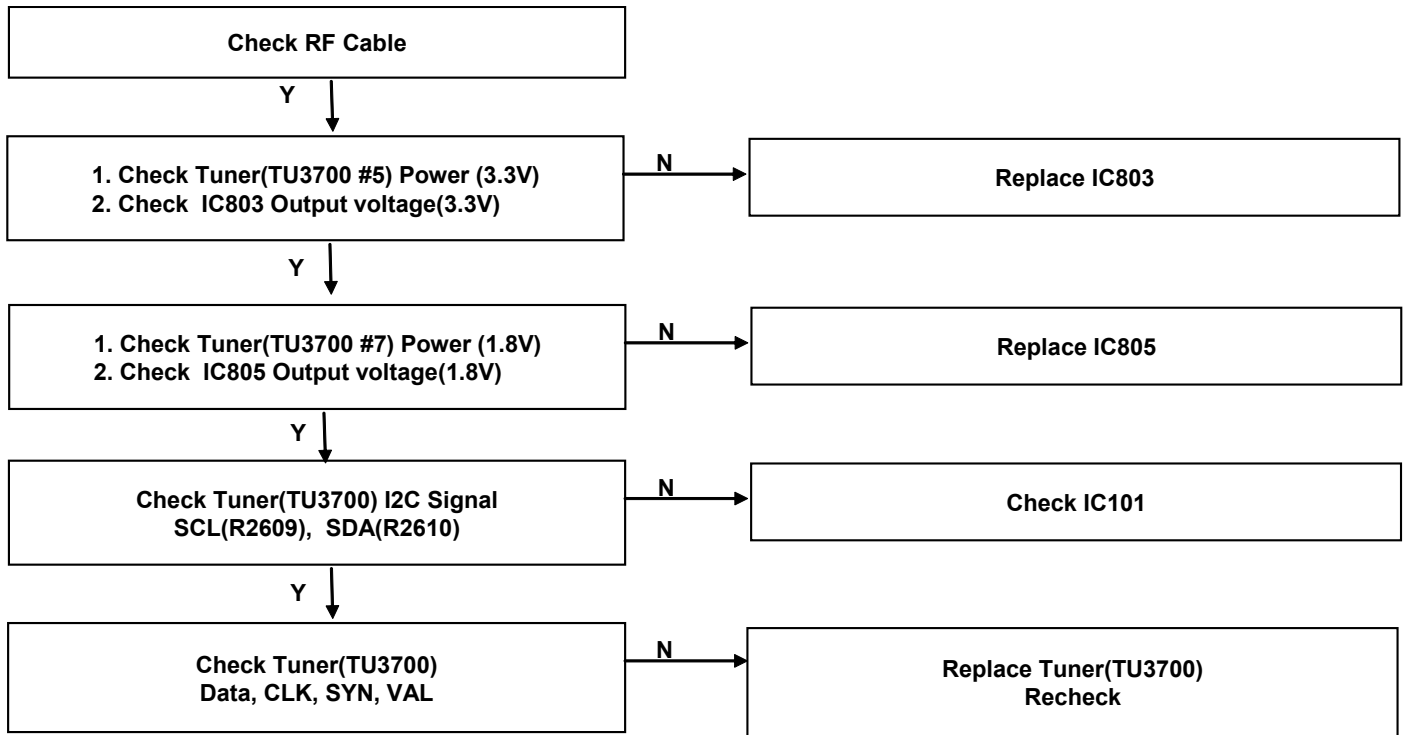 Check RF Cable
Y
1. Check Tuner(TU3700 #5) Power (3.3V)
2. Check IC803 Output voltage(3.3V)
N
Replace IC803
Y
1. Check Tuner(TU3700 #7) Power (1.8V)
2. Check IC805 Output voltage(1.8V)
N
Replace IC805
Y
Check Tuner(TU3700) I2C Signal
SCL(R2609), SDA(R2610)
N
Check IC101
Y
Check Tuner(TU3700)
Data, CLK, SYN, VAL
N
Replace Tuner(TU3700)
Recheck